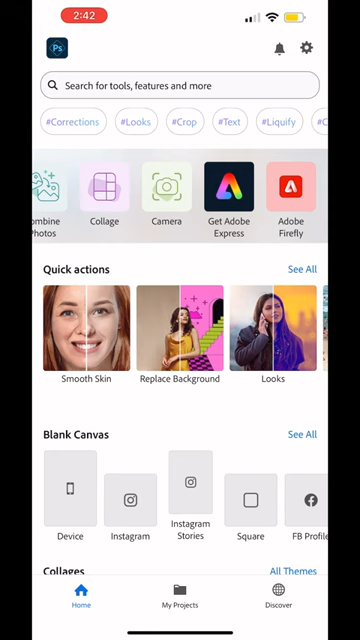 2:42
Ps
Search for tools, features and more
#Corrections #Looks #Crop #Text #Liquify
ombine Photos
Collage
Camera
Get Adobe Express
Adobe Firefly
Quick actions See All
Smooth Skin
Replace Background
Looks
Blank Canvas See All
Device
Instagram
Instagram Stories
Square
FB Profile
Collages All Themes
Home
My Projects
Discover